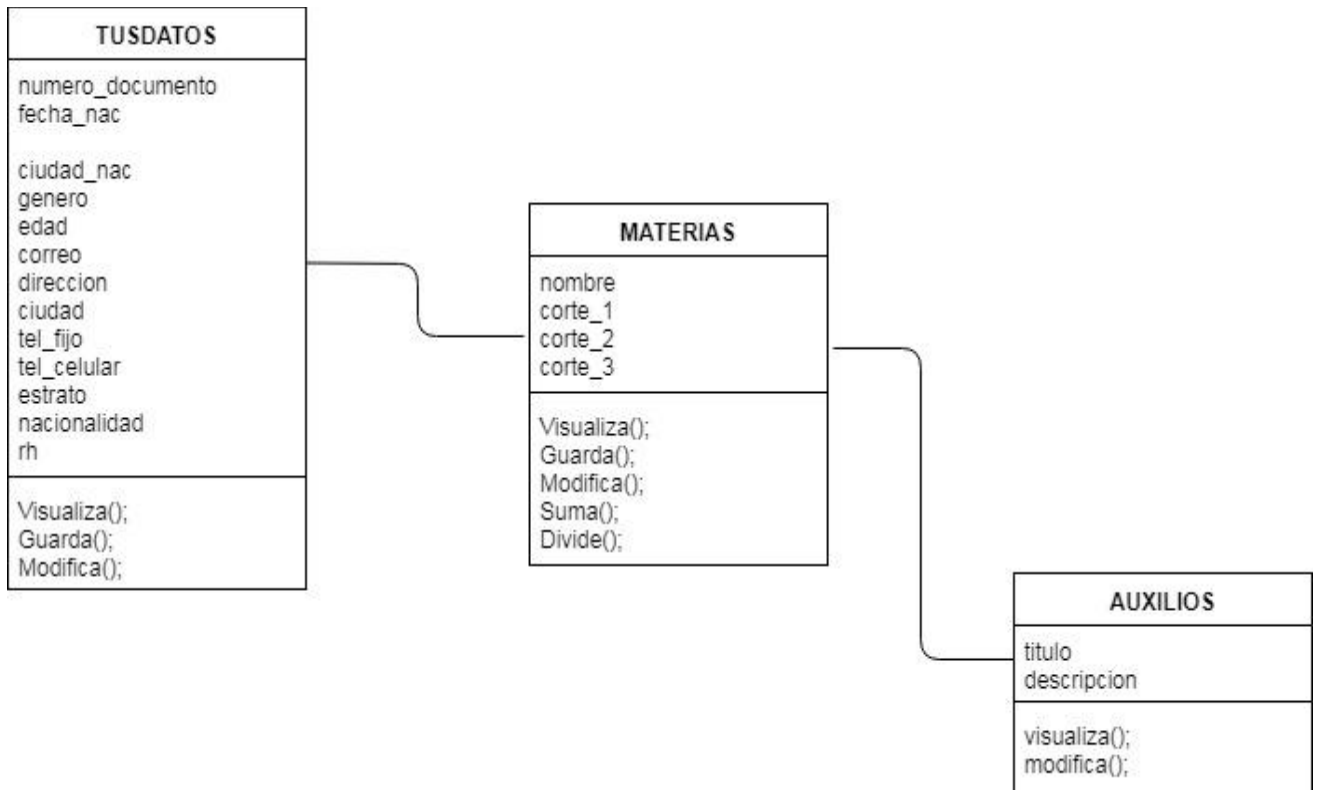 TUSDATOS
numero_documento
fecha_nac
ciudad_nac
genero
edad
correo
direccion
ciudad
tel_fijo
tel_celular
estrato
nacionalidad
rh
Visualiza();
Guarda();
Modifica();
MATERIAS
nombre
corte_1
corte_2
corte_3
Visualiza();
Guarda();
Modifica();
Suma();
Divide();
AUXILIOS
titulo
descripcion
visualiza();
modifica();